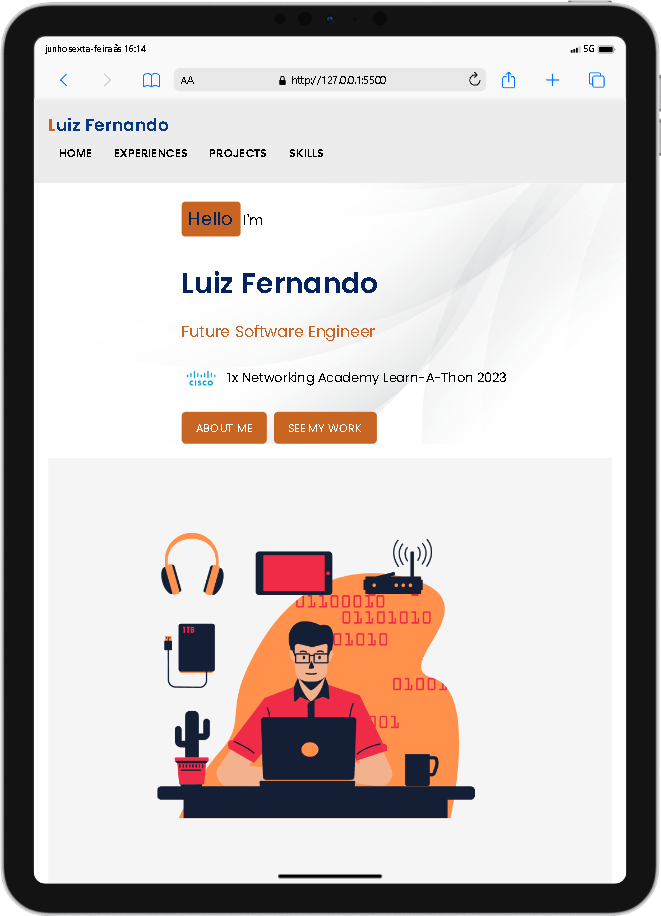 junhosexta-feiraàs 16:14
5G
AA
http://127.0.0.1:5500
Luiz Fernando
HOME EXPERIENCES PROJECTS SKILLS
Hello I'm
Luiz Fernando
Future Software Engineer
CISCO 1x Networking Academy Learn-A-Thon 2023
ABOUT ME SEE MY WORK
01100010
01101010
01010
1TB
01001
001